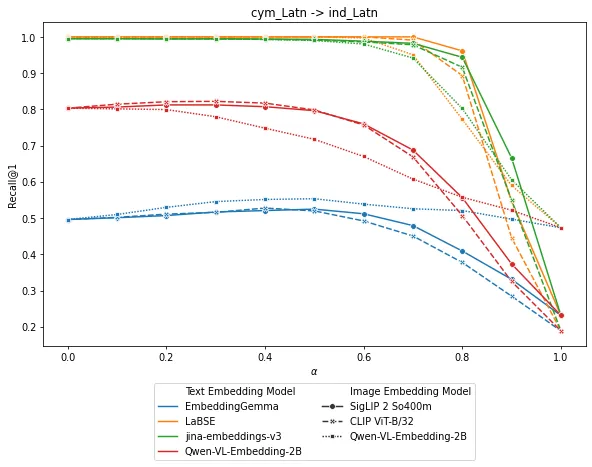 cym_Latn -> ind_Latn
Recall@1
1.0
0.9
0.8
0.7
0.6
0.5
0.4
0.3
0.2
0.0 0.2 0.4 0.6 0.8 1.0
α
Text Embedding Model
EmbeddingGemma
LaBSE
jina-embeddings-v3
Qwen-VL-Embedding-2B
Image Embedding Model
SigLIP 2 So400m
CLIP ViT-B/32
Qwen-VL-Embedding-2B